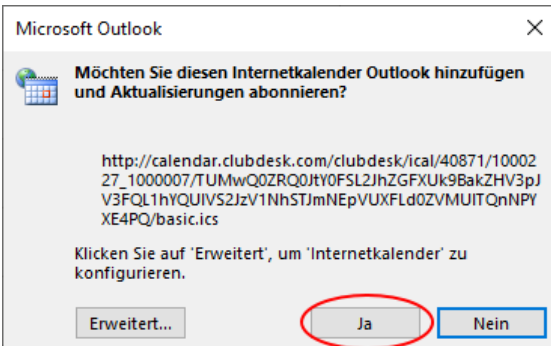 Microsoft Outlook
Möchten Sie diesen Internetkalender Outlook hinzufügen
und Aktualisierungen abonnieren?
http://calendar.clubdesk.com/clubdesk/ical/40871/10002
27_1000007/TUMwQ0ZRQ0JtY0FSL2JhZGFXUk9BakZHV3pJ
V3FQL1hYQUlVS2JzV1NhSTJmNEpVUXFLd0ZVMUlTQnNPY
XE4PQ/basic.ics
Klicken Sie auf 'Erweitert', um 'Internetkalender' zu
konfigurieren.
Erweitert...
Ja
Nein